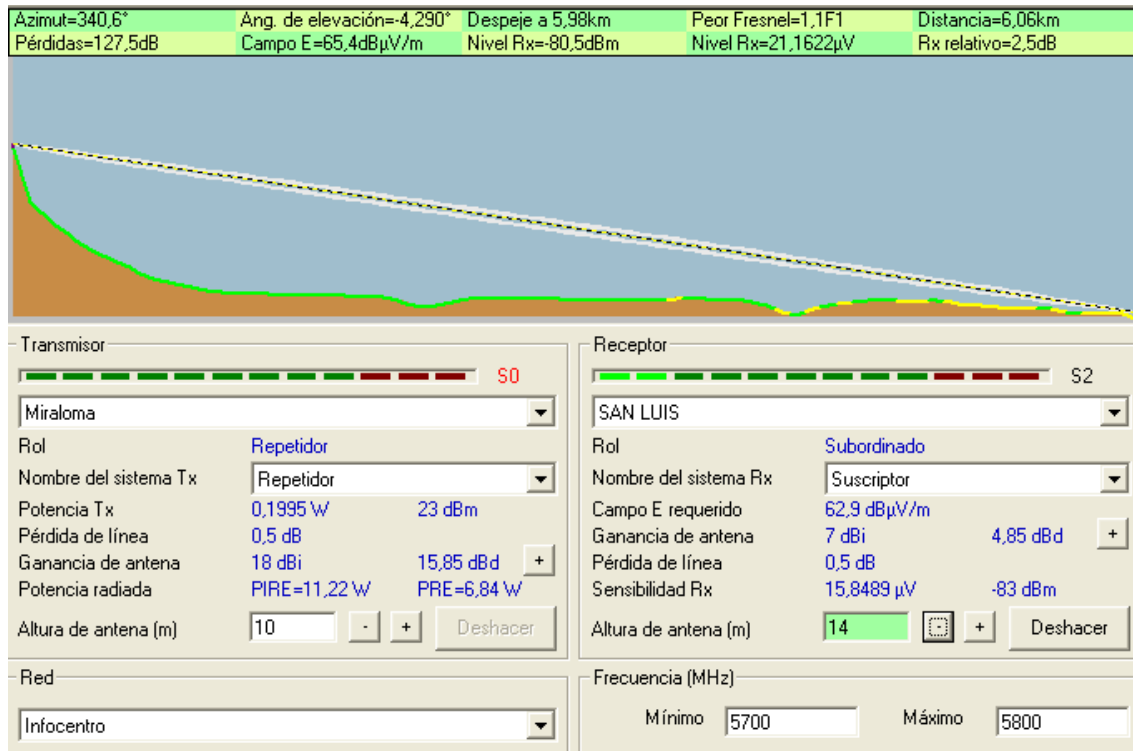 Azimut=340,6° Ang. de elevación=-4,290° Despeje a 5,98km Peor Fresnel=1,1F1 Distancia=6,06km
Pérdidas=127,5dB Campo E=65,4dBµV/m Nivel Rx=-80,5dBm Nivel Rx=21,1622µV Rx relativo=2,5dB
Transmisor
S0
Miraloma
Rol Repetidor
Nombre del sistema Tx Repetidor
Potencia Tx 0,1995 W 23 dBm
Pérdida de línea 0,5 dB
Ganancia de antena 18 dBi 15,85 dBd +
Potencia radiada PIRE=11,22 W PRE=6,84 W
Altura de antena (m) 10 - + Deshacer
Receptor
S2
SAN LUIS
Rol Subordinado
Nombre del sistema Rx Suscriptor
Campo E requerido 62,9 dBµV/m
Ganancia de antena 7 dBi 4,85 dBd +
Pérdida de línea 0,5 dB
Sensibilidad Rx 15,8489 µV -83 dBm
Altura de antena (m) 14 - + Deshacer
Red
Infocentro
Frecuencia (MHz)
Mínimo 5700 Máximo 5800